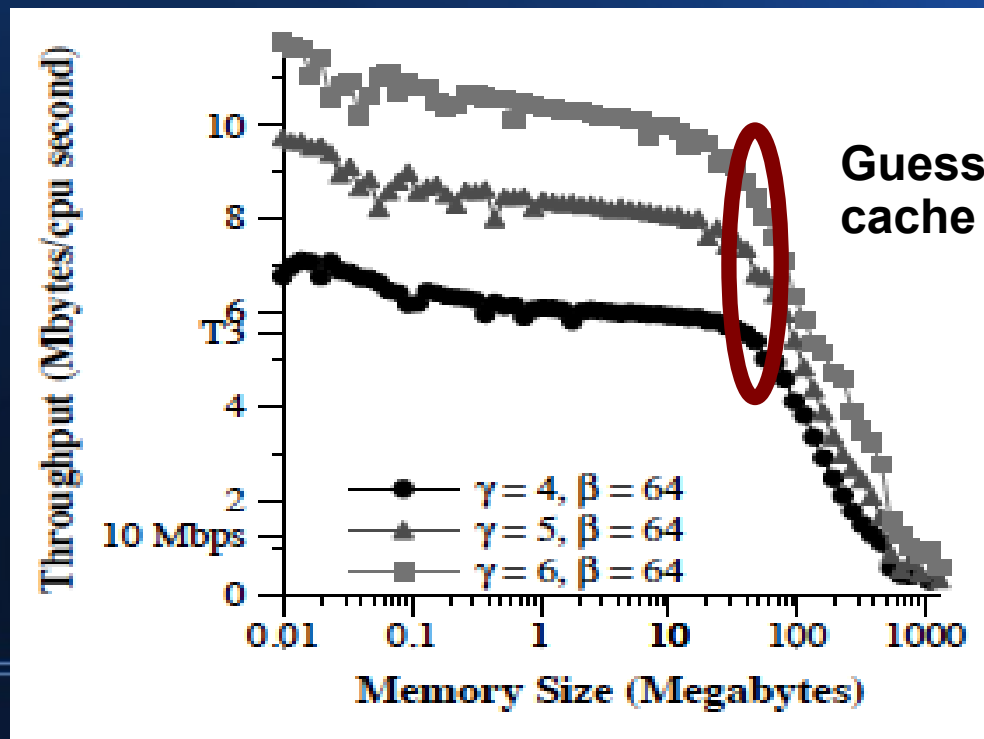 Throughput (Mbytes/cpu second)
10
8
6
T3
4
2
10 Mbps
0
Guess
cache
γ = 4, β = 64
γ = 5, β = 64
γ = 6, β = 64
0.01 0.1 1 10 100 1000
Memory Size (Megabytes)